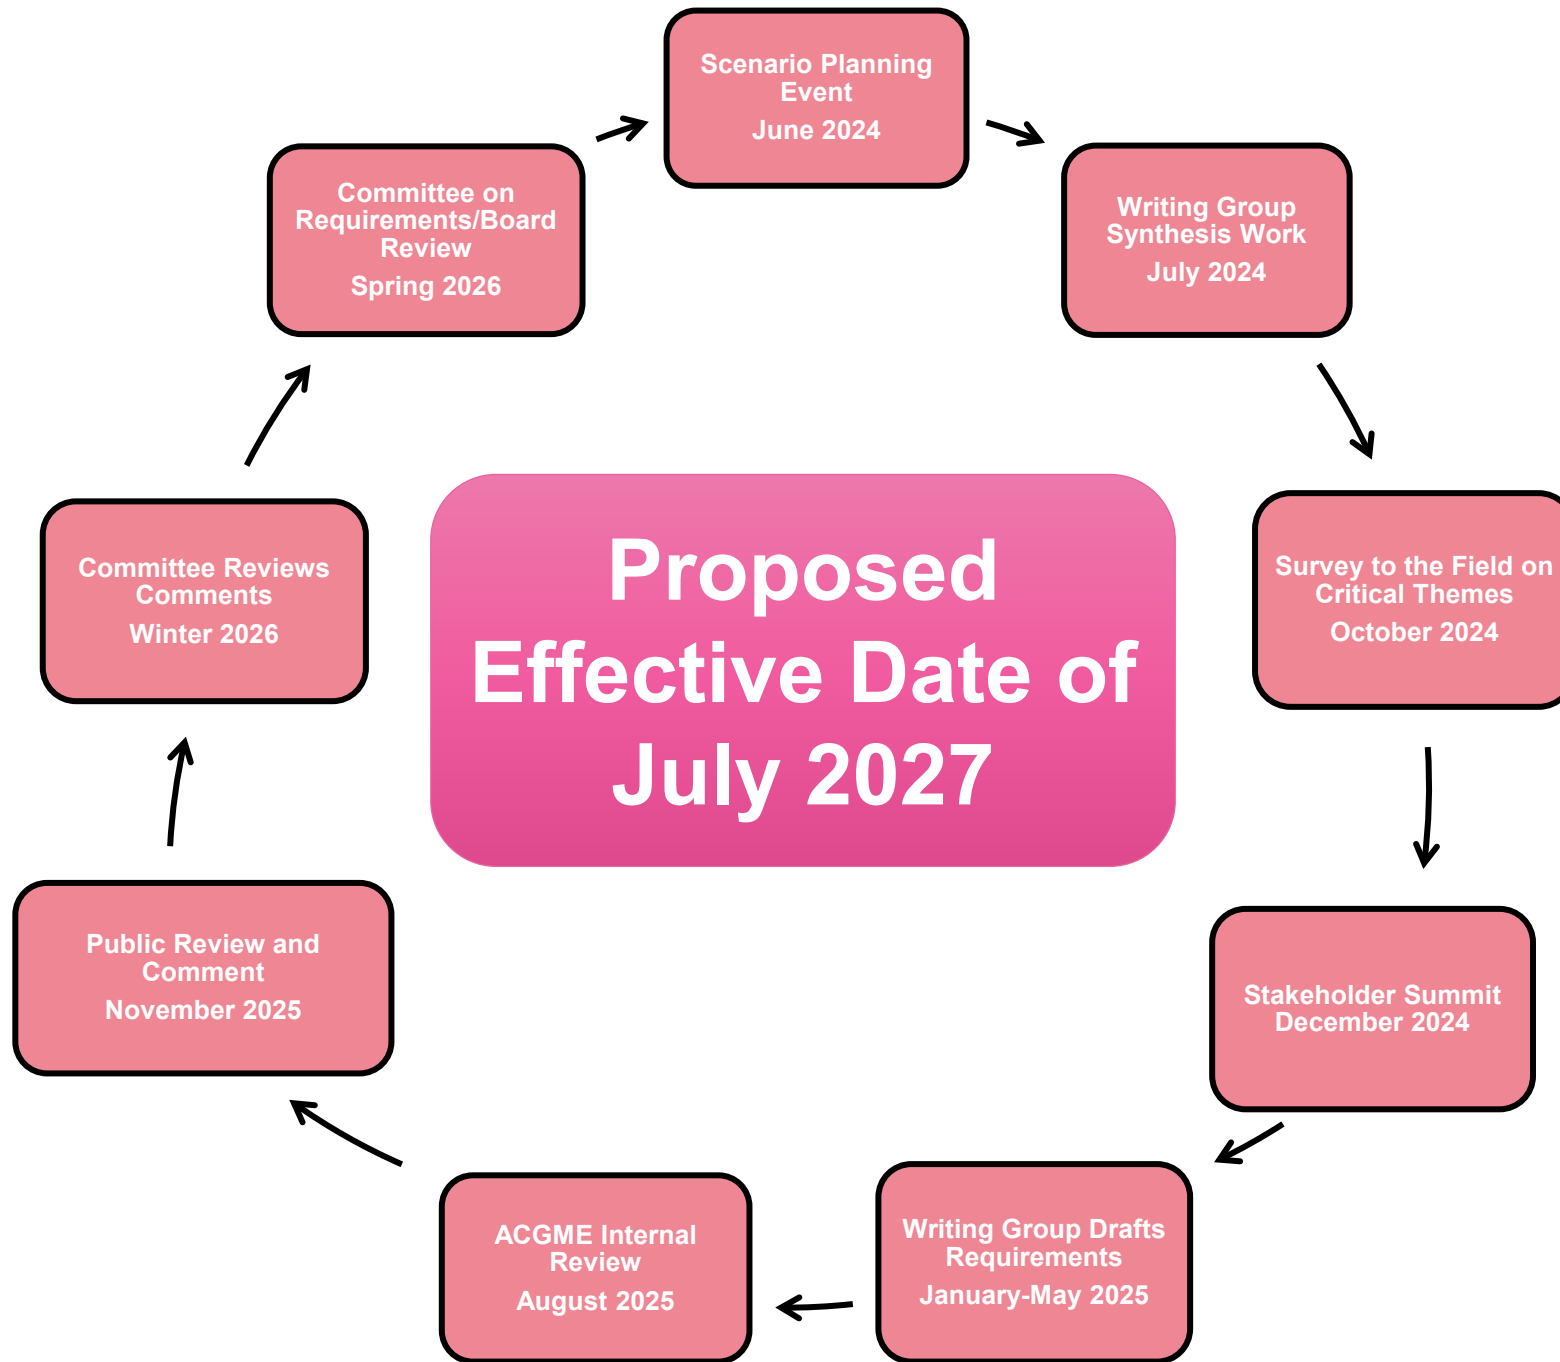 Scenario Planning
Event
June 2024
Writing Group
Synthesis Work
July 2024
Survey to the Field on
Critical Themes
October 2024
Stakeholder Summit
December 2024
Writing Group Drafts
Requirements
January-May 2025
ACGME Internal
Review
August 2025
Public Review and
Comment
November 2025
Committee Reviews
Comments
Winter 2026
Committee on
Requirements/Board
Review
Spring 2026
Proposed
Effective Date of
July 2027